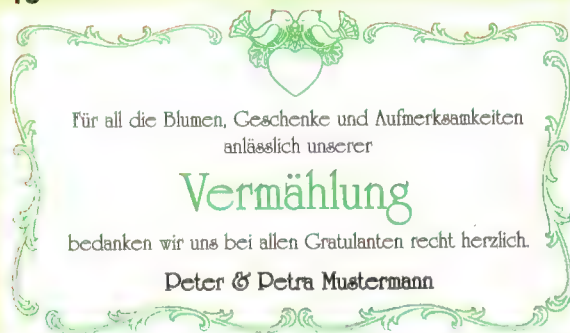 Für all die Blumen, Geschenke und Aufmerksamkeiten
anlässlich unserer
Vermählung
bedanken wir uns bei allen Gratulanten recht herzlich.
Peter & Petra Mustermann